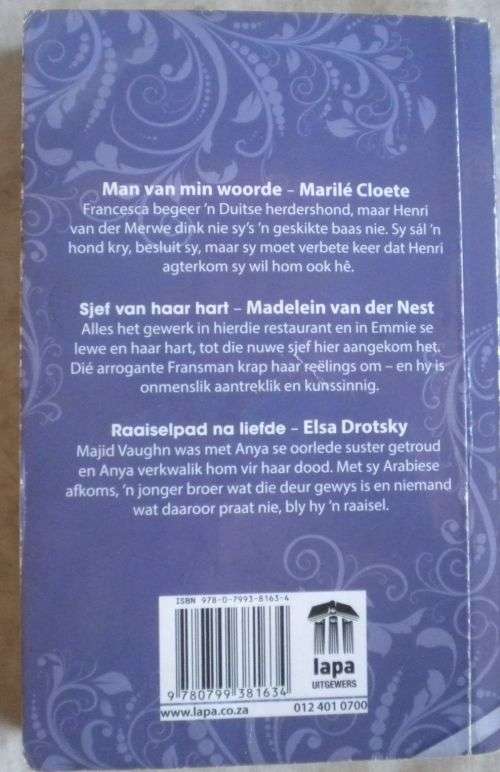 Man van min woorde – Marilé Cloete
Francesca begeer 'n Duitse herdershond, maar Henri
van der Merwe dink nie sy's 'n geskikte baas nie. Sy sál 'n
hond kry, besluit sy, maar sy moet verbete keer dat Henri
agterkom sy wil hom ook hê.
Sjef van haar hart – Madelein van der Nest
Alles het gewerk in hierdie restaurant en in Emmie se
lewe en haar hart, tot die nuwe sjef hier aangekom het.
Dié arrogante Fransman krap haar reëlings om – en hy is
onmenslik aantreklik en kunssinnig.
Raaiselpad na liefde – Elsa Drotsky
Majid Vaughn was met Anya se oorlede suster getroud
en Anya verkwalik hom vir haar dood. Met sy Arabiese
afkoms, 'n jonger broer wat die deur gewys is en niemand
wat daaroor praat nie, bly hy 'n raaisel.
ISBN 978-0-7993-8163-4
9 780799 381634
lapa
UITGEWERS
www.lapa.co.za
012 401 0700